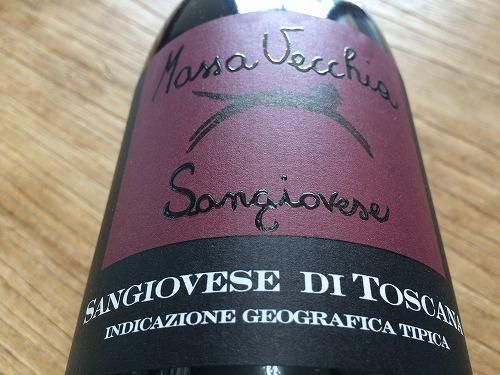 Massa Vecchia
Sangiovese
SANGIOVESE DI TOSCANA
INDICAZIONE GEOGRAFICA TIPICA